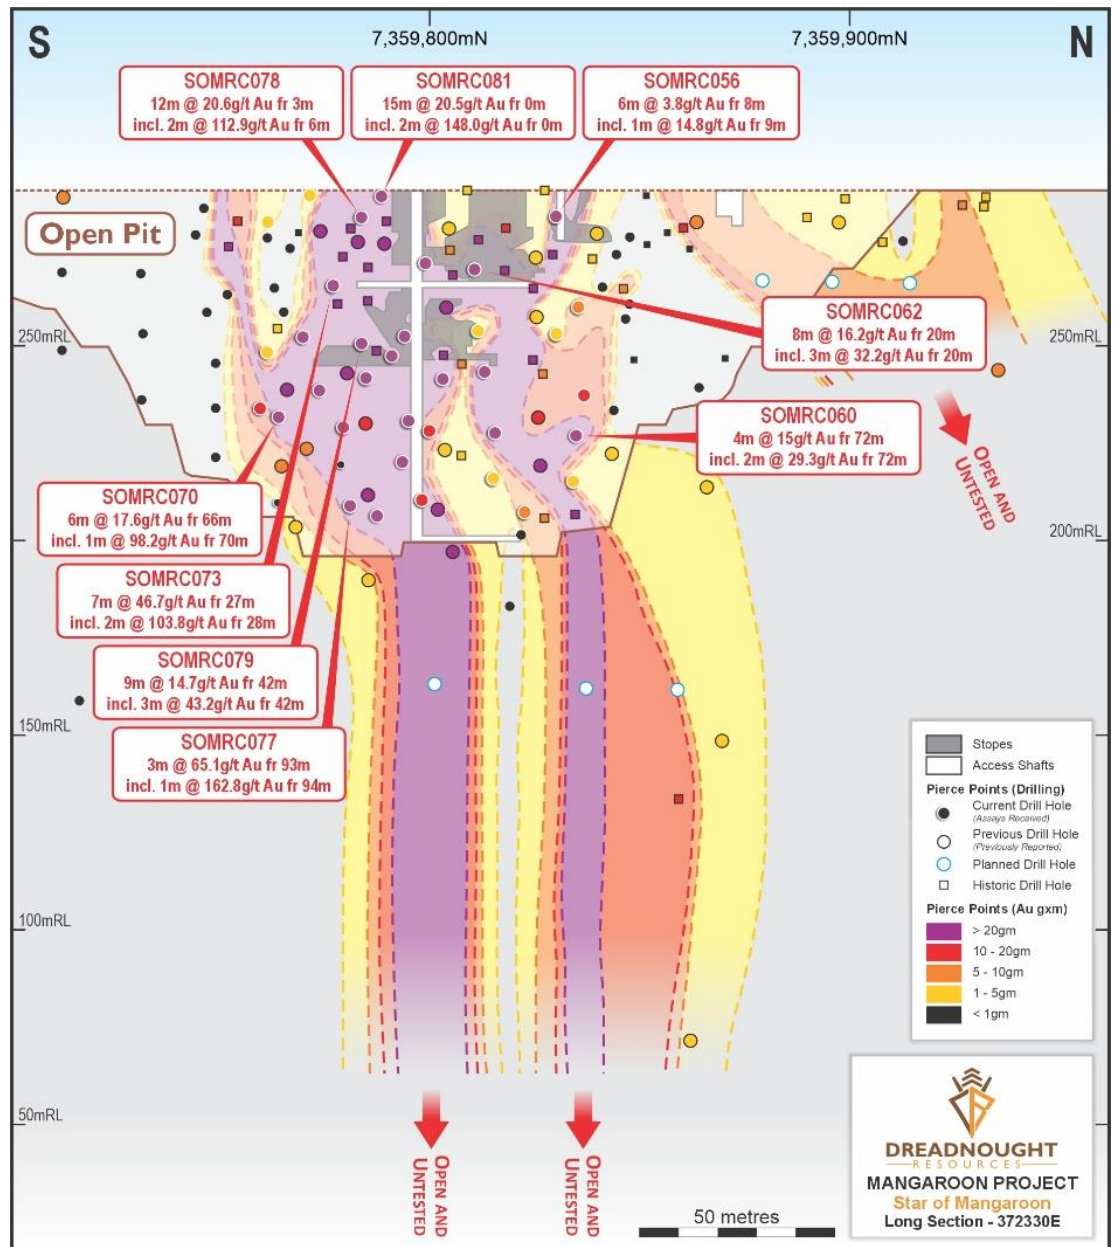 S
7,359,800mN
7,359,900mN
N
SOMRC078
12m @ 20.6g/t Au fr 3m
incl. 2m @ 112.9g/t Au fr 6m
SOMRC081
15m @ 20.5g/t Au fr 0m
incl. 2m @ 148.0g/t Au fr 0m
SOMRC056
6m @ 3.8g/t Au fr 8m
incl. 1m @ 14.8g/t Au fr 9m
Open Pit
SOMRC062
8m @ 16.2g/t Au fr 20m
incl. 3m @ 32.2g/t Au fr 20m
250mRL
250mRL
SOMRC060
4m @ 15g/t Au fr 72m
incl. 2m @ 29.3g/t Au fr 72m
OPEN AND
UNTESTED
SOMRC070
6m @ 17.6g/t Au fr 66m
incl. 1m @ 98.2g/t Au fr 70m
200mRL
SOMRC073
7m @ 46.7g/t Au fr 27m
incl. 2m @ 103.8g/t Au fr 28m
SOMRC079
9m @ 14.7g/t Au fr 42m
incl. 3m @ 43.2g/t Au fr 42m
150mRL
150mRL
SOMRC077
3m @ 65.1g/t Au fr 93m
incl. 1m @ 162.8g/t Au fr 94m
Stopes
Access Shafts
Pierce Points (Drilling)
Current Drill Hole
(Assays Received)
Previous Drill Hole
(Previously Reported)
Planned Drill Hole
Historic Drill Hole
Pierce Points (Au gxm)
> 20gm
10 - 20gm
5 - 10gm
1 - 5gm
< 1gm
100mRL
50mRL
OPEN AND
UNTESTED
OPEN AND
UNTESTED
50 metres
DREADNOUGHT
RESOURCES
MANGAROON PROJECT
Star of Mangaroon
Long Section - 372330E